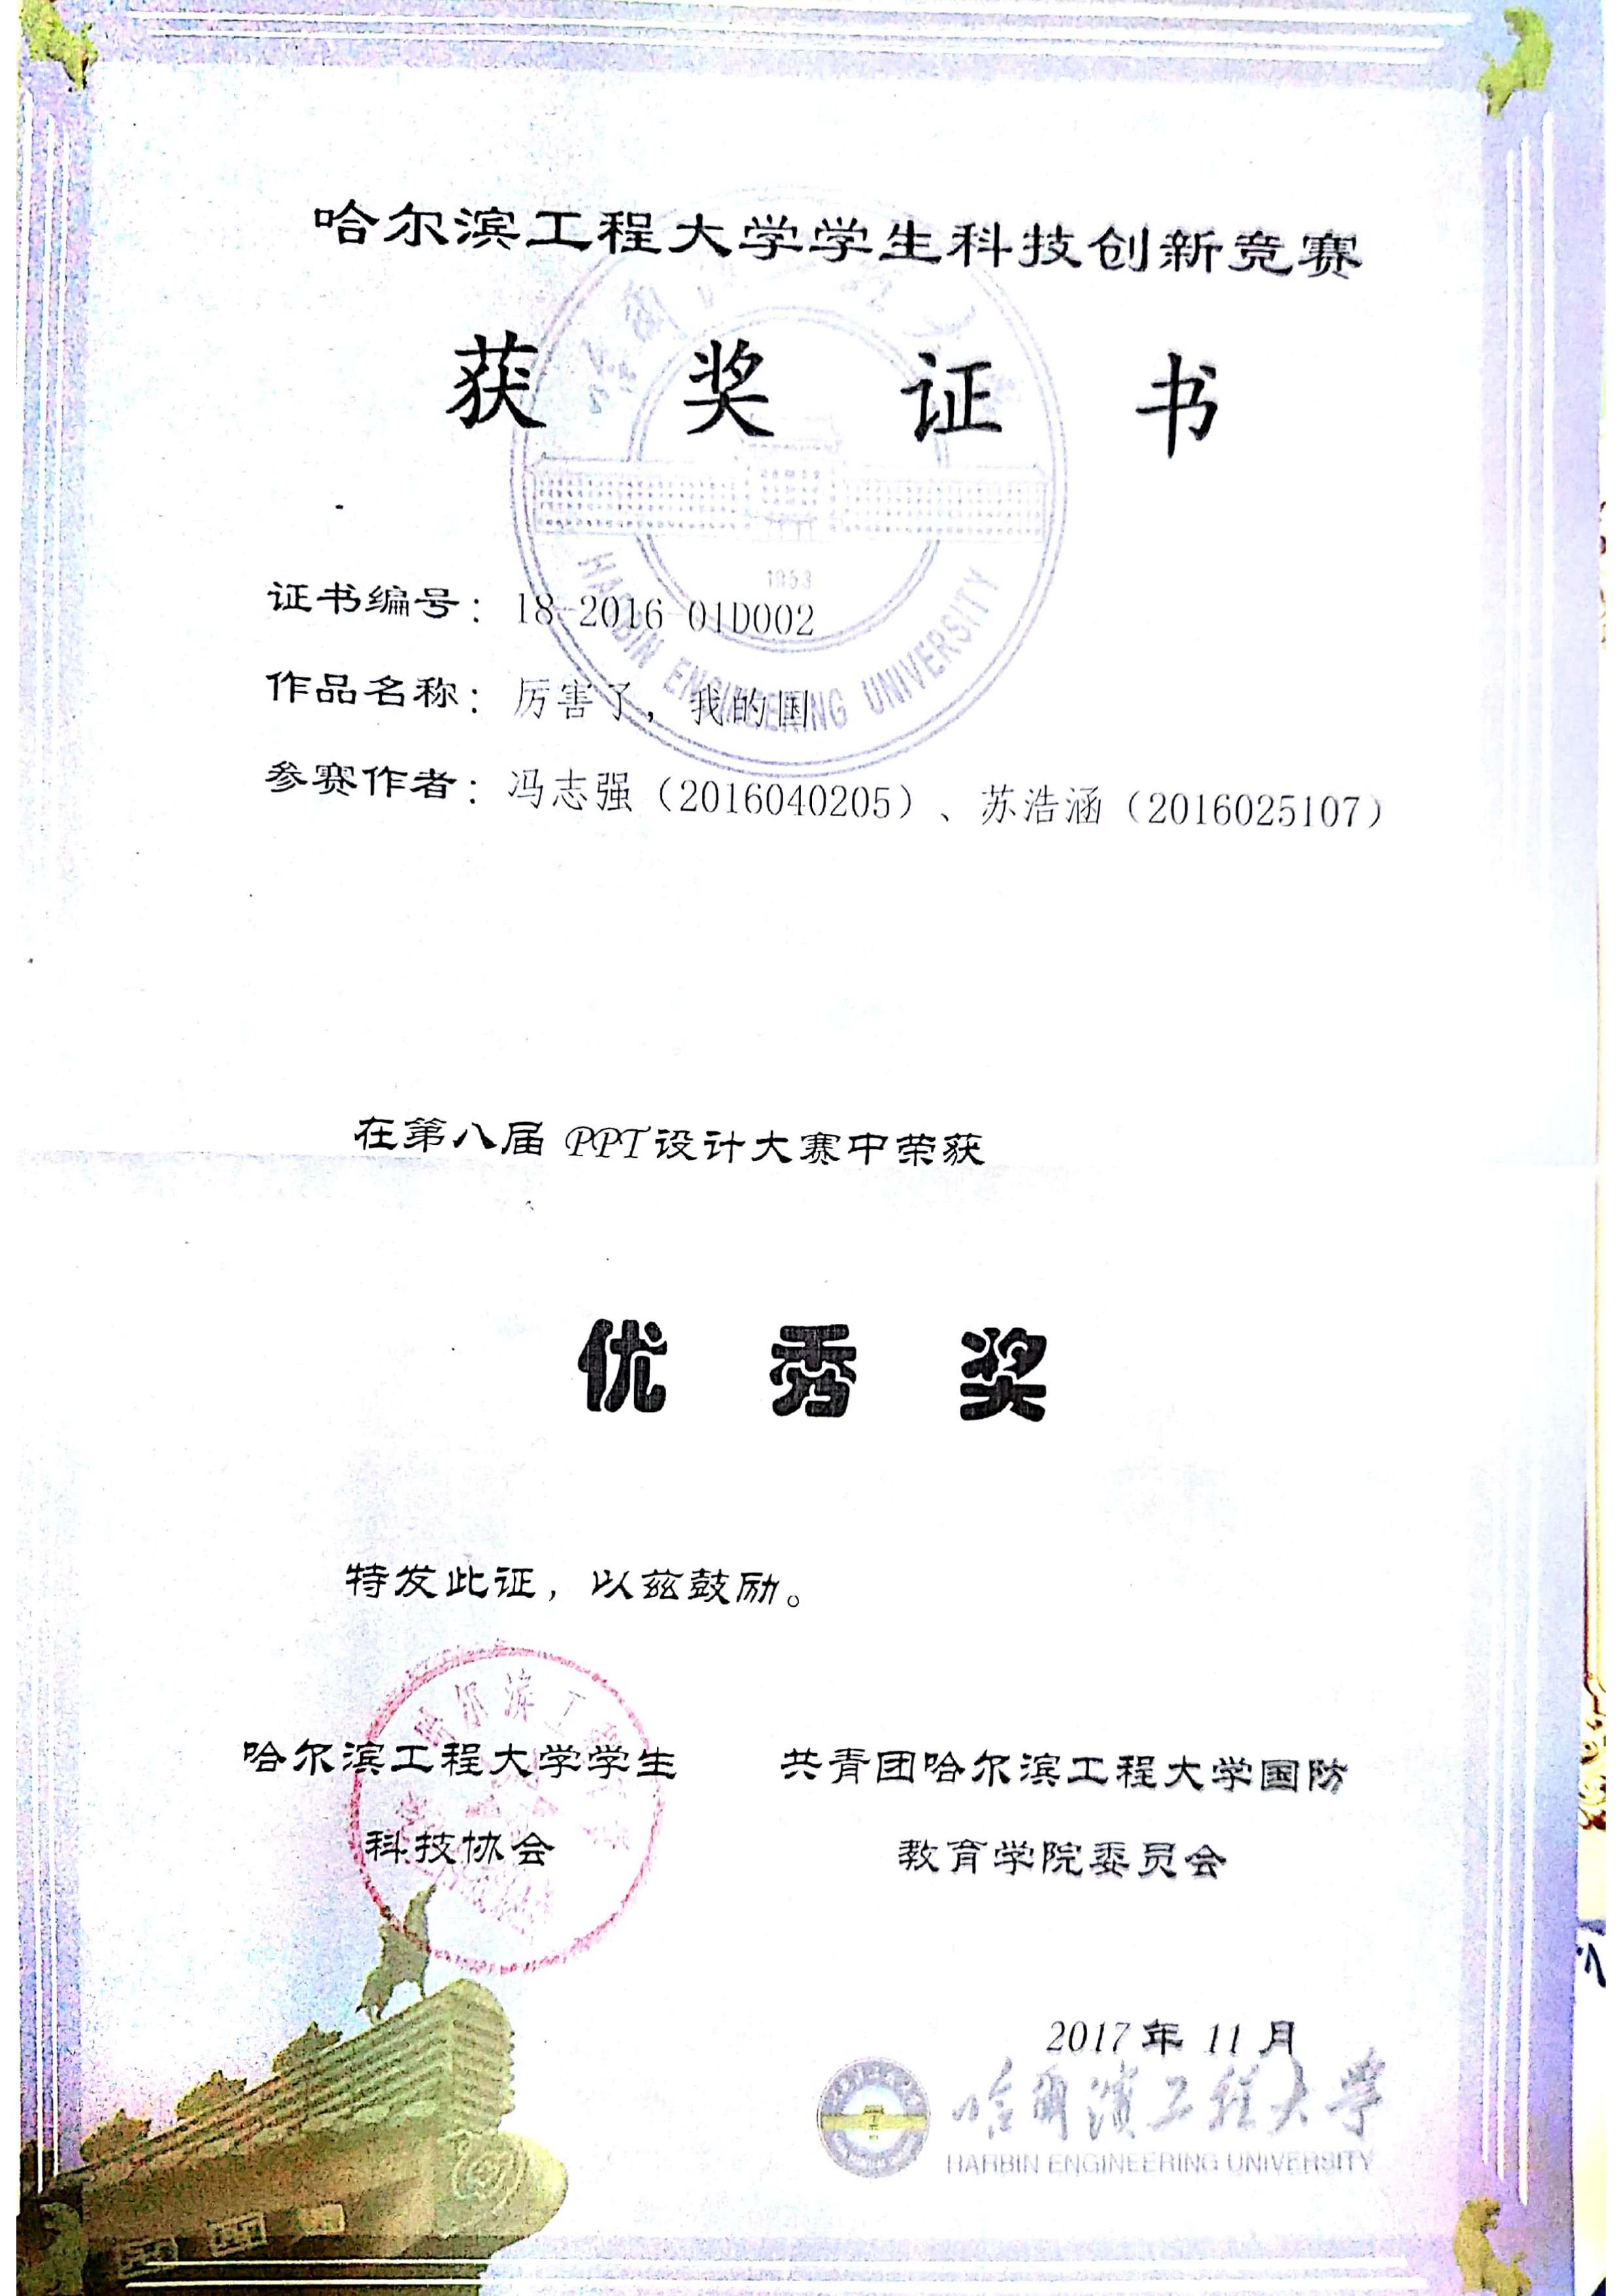 哈尔滨工程大学学生科技创新竞赛
获奖证书
1953
HARBIN ENGINEERING UNIVERSITY
证书编号：18-2016-01D002
作品名称：厉害了，我的国
参赛作者：冯志强（2016040205）、苏浩涵（2016025107）
在第八届PPT设计大赛中荣获
优秀奖
特发此证，以兹鼓励。
哈尔滨工程大学学生 共青团哈尔滨工程大学国防
科技协会 教育学院委员会
2017年11月
哈尔滨工程大学
HARBIN ENGINEERING UNIVERSITY